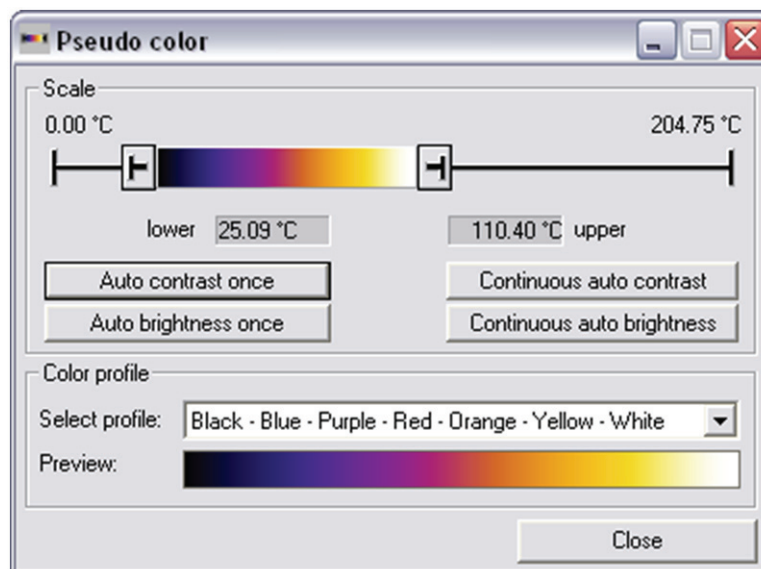 Pseudo color
Scale
0.00 °C 204.75 °C
lower 25.09 °C 110.40 °C upper
Auto contrast once Continuous auto contrast
Auto brightness once Continuous auto brightness
Color profile
Select profile: Black - Blue - Purple - Red - Orange - Yellow - White
Preview:
Close